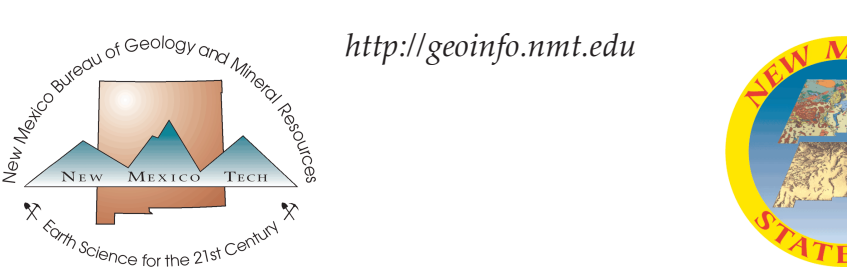 New Mexico Bureau of Geology and Mineral Resources
NEW MEXICO TECH
Earth Science for the 21st Century
http://geoinfo.nmt.edu
NEW
STATE